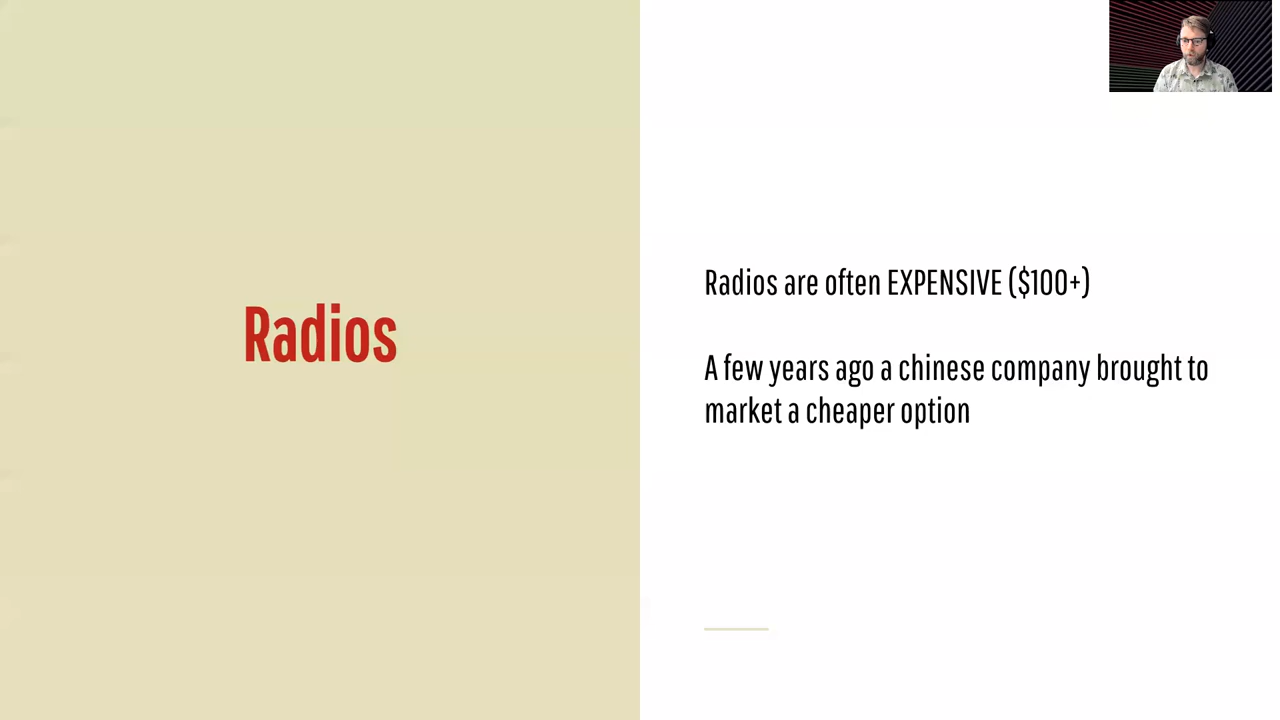 Radios
Radios are often EXPENSIVE ($100+)
A few years ago a chinese company brought to
market a cheaper option